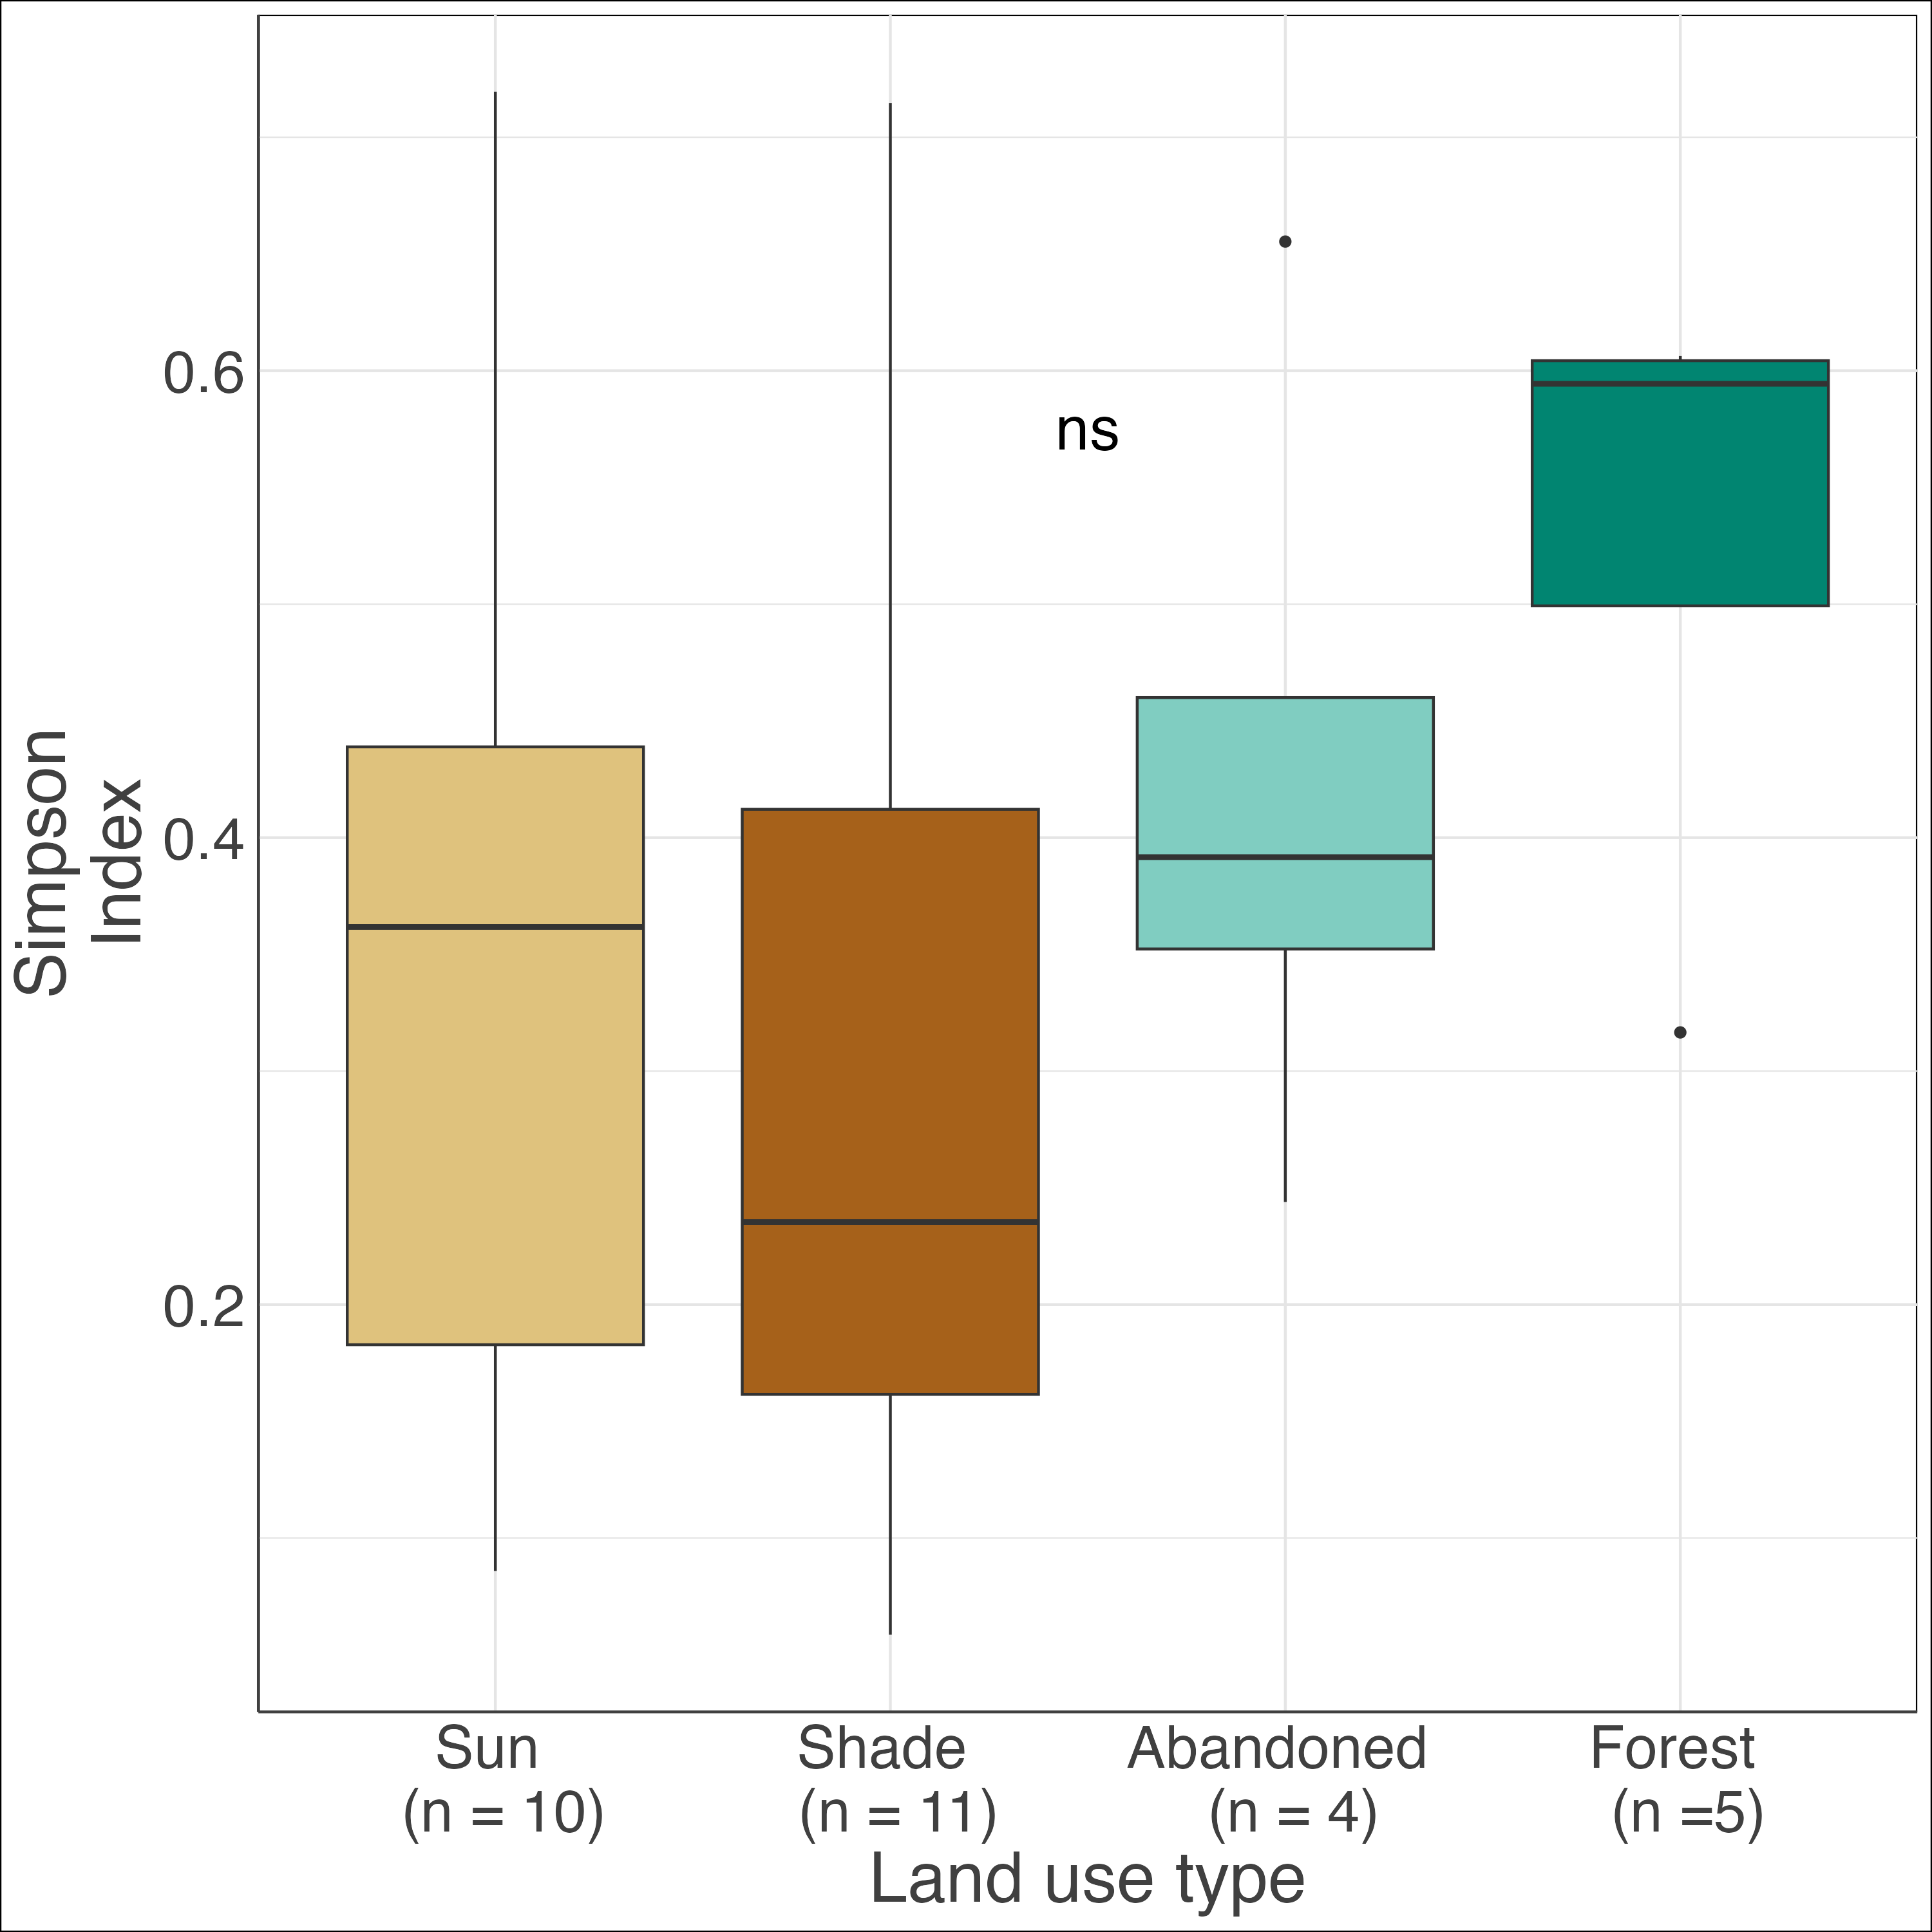 Simpson
Index
0.6
0.4
0.2
ns
Sun
(n = 10)
Shade
(n = 11)
Abandoned
(n = 4)
Forest
(n =5)
Land use type